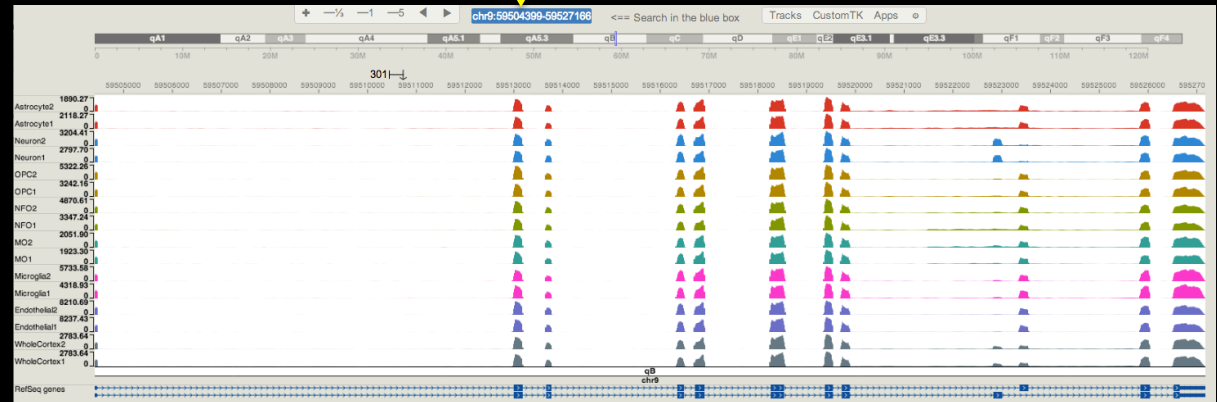 + —⅓ —1 —5 chr9:59504399-59527166 <== Search in the blue box Tracks CustomTK Apps
qA1 qA2 qA3 qA4 qA5.1 qA5.3 qB qC qD qE1 qE2 qE3.1 qE3.3 qF1 qF2 qF3 qF4
0 10M 20M 30M 40M 50M 60M 70M 80M 90M 100M 110M 120M
301
59505000 59506000 59507000 59508000 59509000 59510000 59511000 59512000 59513000 59514000 59515000 59516000 59517000 59518000 59519000 59520000 59521000 59522000 59523000 59524000 59525000 59526000 595270
Astrocyte2 1890.27 0
Astrocyte1 2118.27 0
Neuron2 3204.41 0
Neuron1 2797.70 0
OPC2 5322.26 0
OPC1 3242.16 0
NFO2 4870.61 0
NFO1 3347.24 0
MO2 2051.90 0
MO1 1923.30 0
Microglia2 5733.58 0
Microglia1 4318.93 0
Endothelial2 8210.69 0
Endothelial1 8237.43 0
WholeCortex2 2783.64 0
WholeCortex1 2783.64 0
qB
chr9
RefSeq genes